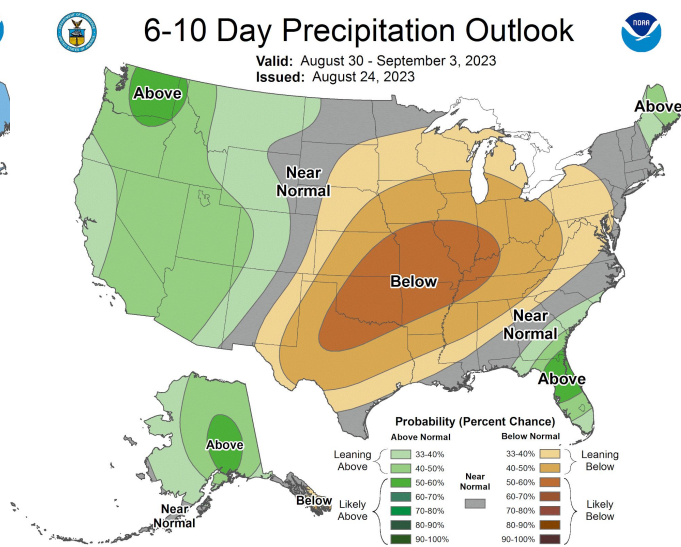 6-10 Day Precipitation Outlook
NOAA
Valid: August 30 - September 3, 2023
Issued: August 24, 2023
Above
Above
Near
Normal
Below
Near
Normal
Above
Above
Near
Normal
Below
Probability (Percent Chance)
Above Normal
Below Normal
Leaning
Above
33-40%
40-50%
Likely
Above
50-60%
60-70%
70-80%
80-90%
90-100%
Near
Normal
33-40%
40-50%
Leaning
Below
50-60%
60-70%
70-80%
80-90%
90-100%
Likely
Below